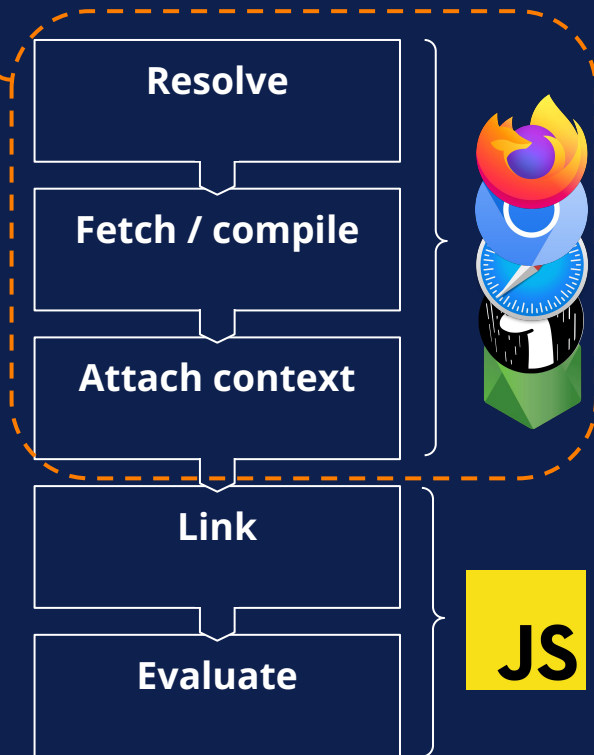 Resolve
Fetch / compile
Attach context
Link
Evaluate
JS